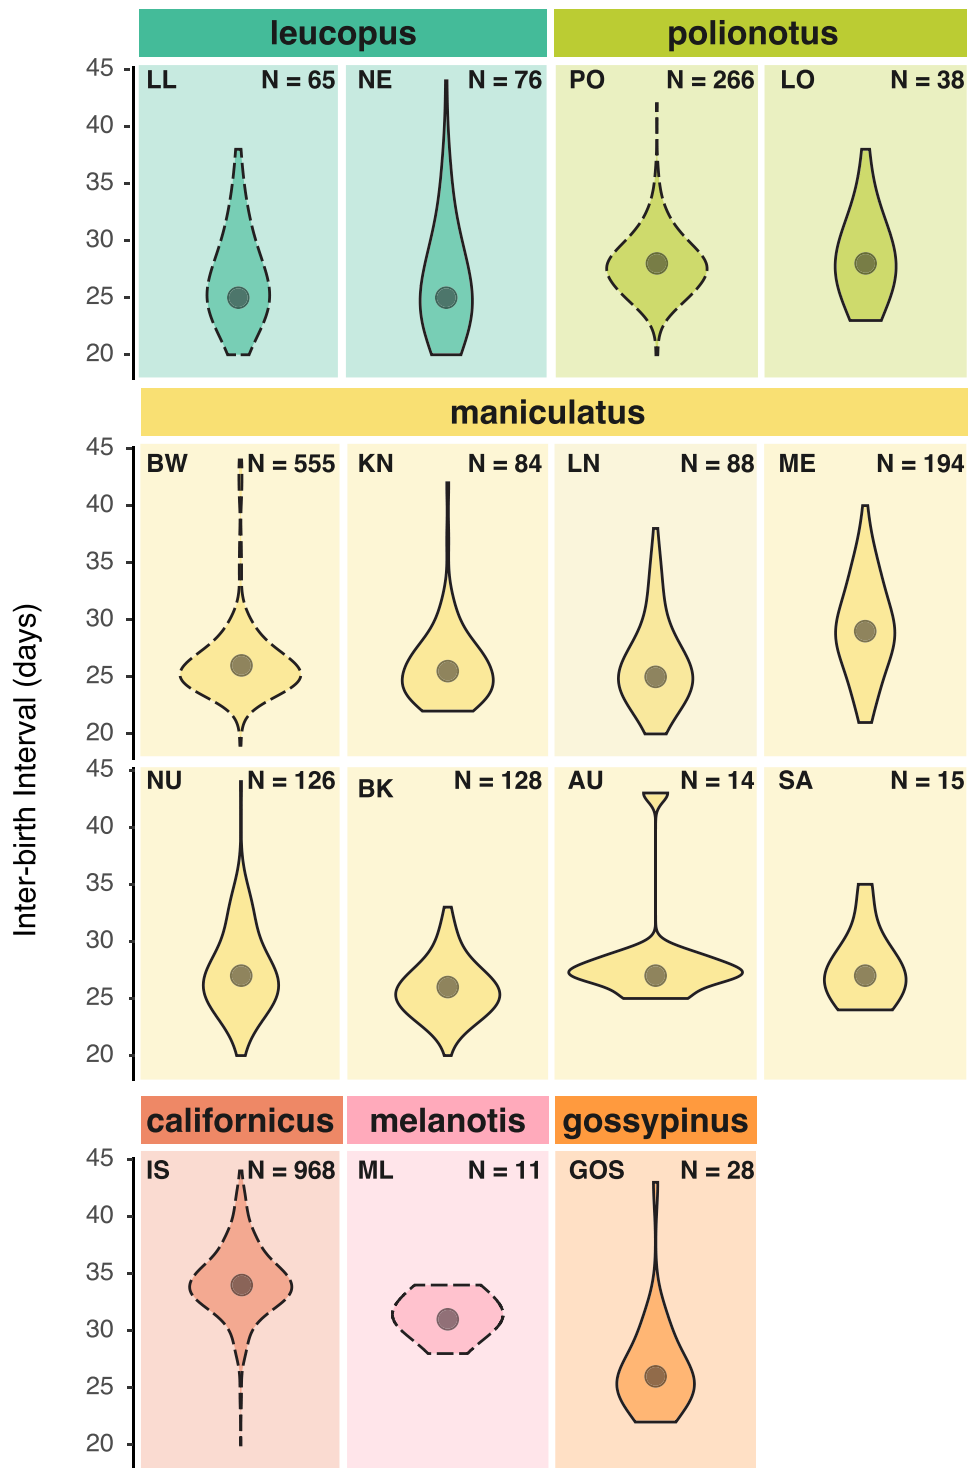 leucopus polionotus
45 LL N = 65 NE N = 76 PO N = 266 LO N = 38
40
35
30
25
20
maniculatus
45
BW N = 555 KN N = 84 LN N = 88 ME N = 194
40
35
30
25
20
Inter-birth Interval (days)
45
NU N = 126 BK N = 128 AU N = 14 SA N = 15
40
35
30
25
20
californicus melanotis gossypinus
45
IS N = 968 ML N = 11 GOS N = 28
40
35
30
25
20